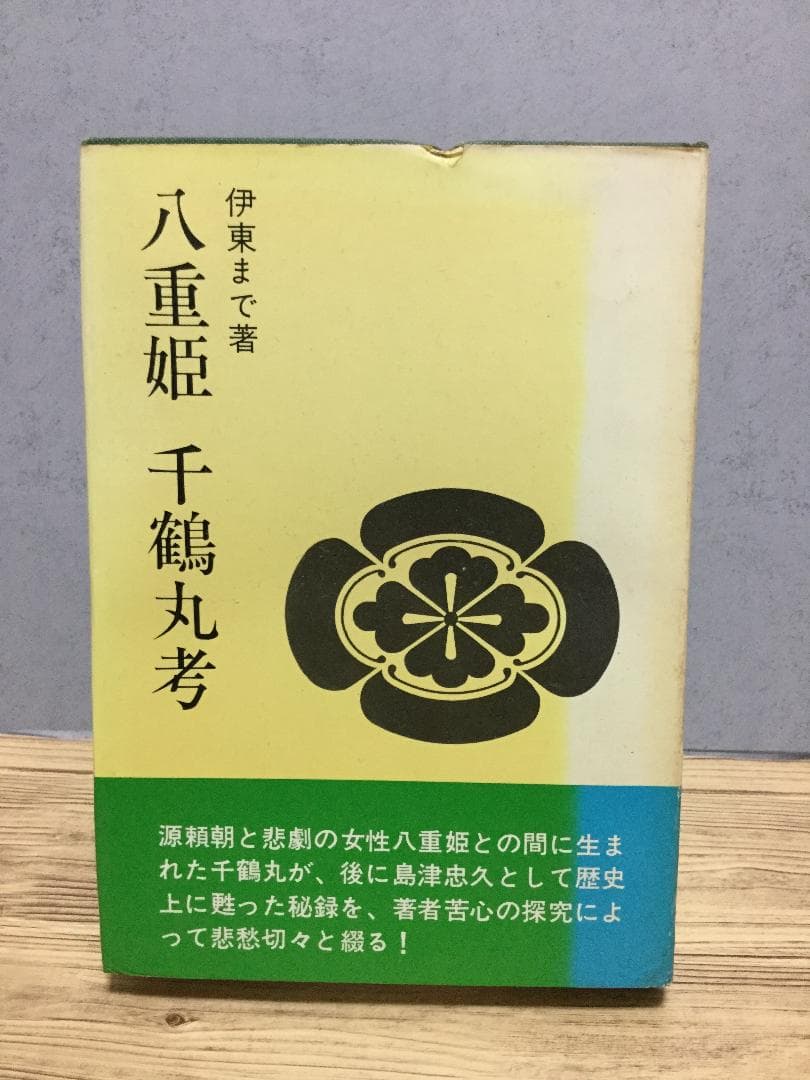 伊東まで著
八重姫 千鶴丸考
源頼朝と悲劇の女性八重姫との間に生ま
れた千鶴丸が、後に島津忠久として歴史
上に甦った秘録を、著者苦心の探究によ
って悲愁切々と綴る！